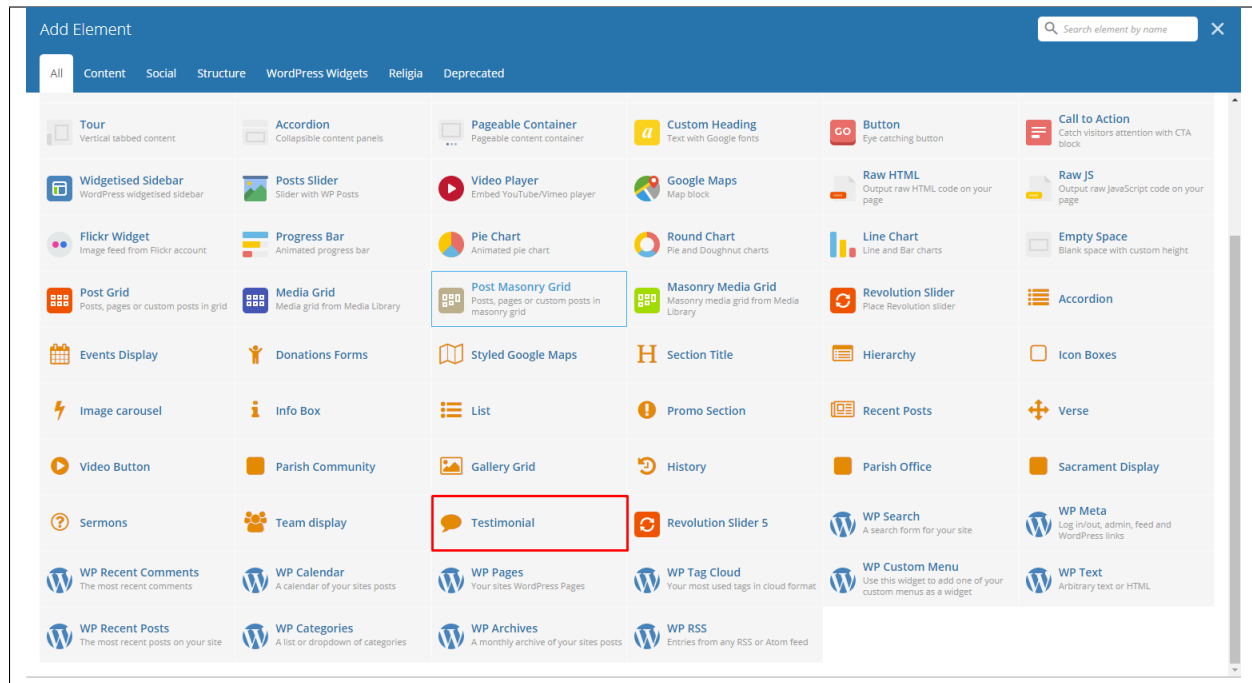 Add Element
Search element by name
All Content Social Structure WordPress Widgets Religia Deprecated
Tour
Vertical tabbed content
Accordion
Collapsible content panels
Pageable Container
Pageable content container
a
Custom Heading
Text with Google fonts
GO
Button
Eye catching button
Call to Action
Catch visitors attention with CTA
block
Widgetised Sidebar
WordPress widgetised sidebar
Posts Slider
Slider with WP Posts
Video Player
Embed YouTube/Vimeo player
Google Maps
Map block
Raw HTML
Output raw HTML code on your
page
Raw JS
Output raw JavaScript code on your
page
Flickr Widget
Image feed from Flickr account
Progress Bar
Animated progress bar
Pie Chart
Animated pie chart
Round Chart
Pie and Doughnut charts
Line Chart
Line and Bar charts
Empty Space
Blank space with custom height
Post Grid
Posts, pages or custom posts in grid
Media Grid
Media grid from Media Library
Post Masonry Grid
Posts, pages or custom posts in
masonry grid
Masonry Media Grid
Masonry media grid from Media
Library
Revolution Slider
Place Revolution slider
Accordion
Events Display
Donations Forms
Styled Google Maps
H
Section Title
Hierarchy
Icon Boxes
Image carousel
i
Info Box
List
Promo Section
Recent Posts
Verse
Video Button
Parish Community
Gallery Grid
History
Parish Office
Sacrament Display
?
Sermons
Team display
Testimonial
Revolution Slider 5
WP Search
A search form for your site
WP Meta
Log in/out, admin, feed and
WordPress links
WP Recent Comments
The most recent comments
WP Calendar
A calendar of your sites posts
WP Pages
Your sites WordPress Pages
WP Tag Cloud
Your most used tags in cloud format
WP Custom Menu
Use this widget to add one of your
custom menus as a widget
WP Text
Arbitrary text or HTML
WP Recent Posts
The most recent posts on your site
WP Categories
A list or dropdown of categories
WP Archives
A monthly archive of your sites posts
WP RSS
Entries from any RSS or Atom feed